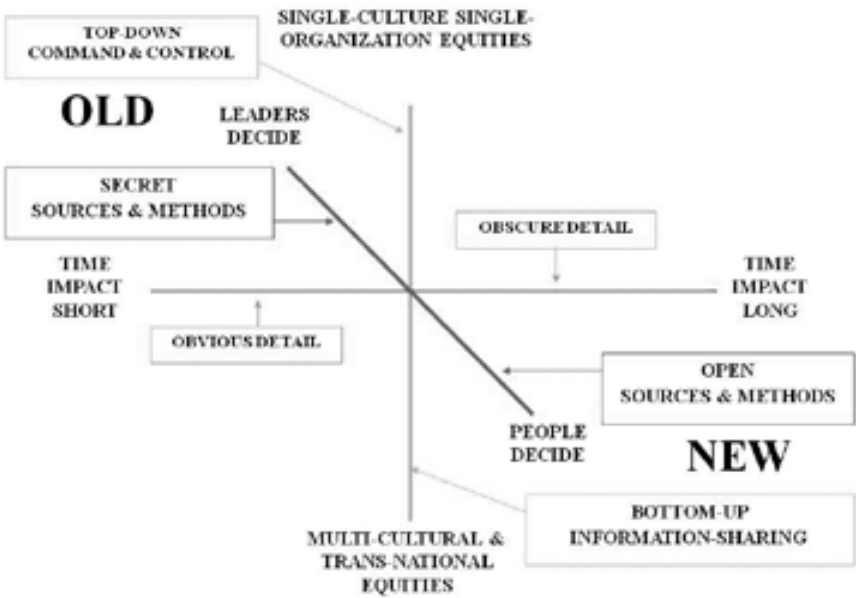 SINGLE-CULTURE SINGLE-
ORGANIZATION EQUITIES
TOP-DOWN
COMMAND & CONTROL
OLD
LEADERS
DECIDE
SECRET
SOURCES & METHODS
OBSCURE DETAIL
TIME
IMPACT
SHORT
TIME
IMPACT
LONG
OBVIOUS DETAIL
OPEN
SOURCES & METHODS
PEOPLE
DECIDE
NEW
BOTTOM-UP
INFORMATION-SHARING
MULTI-CULTURAL &
TRANS-NATIONAL
EQUITIES